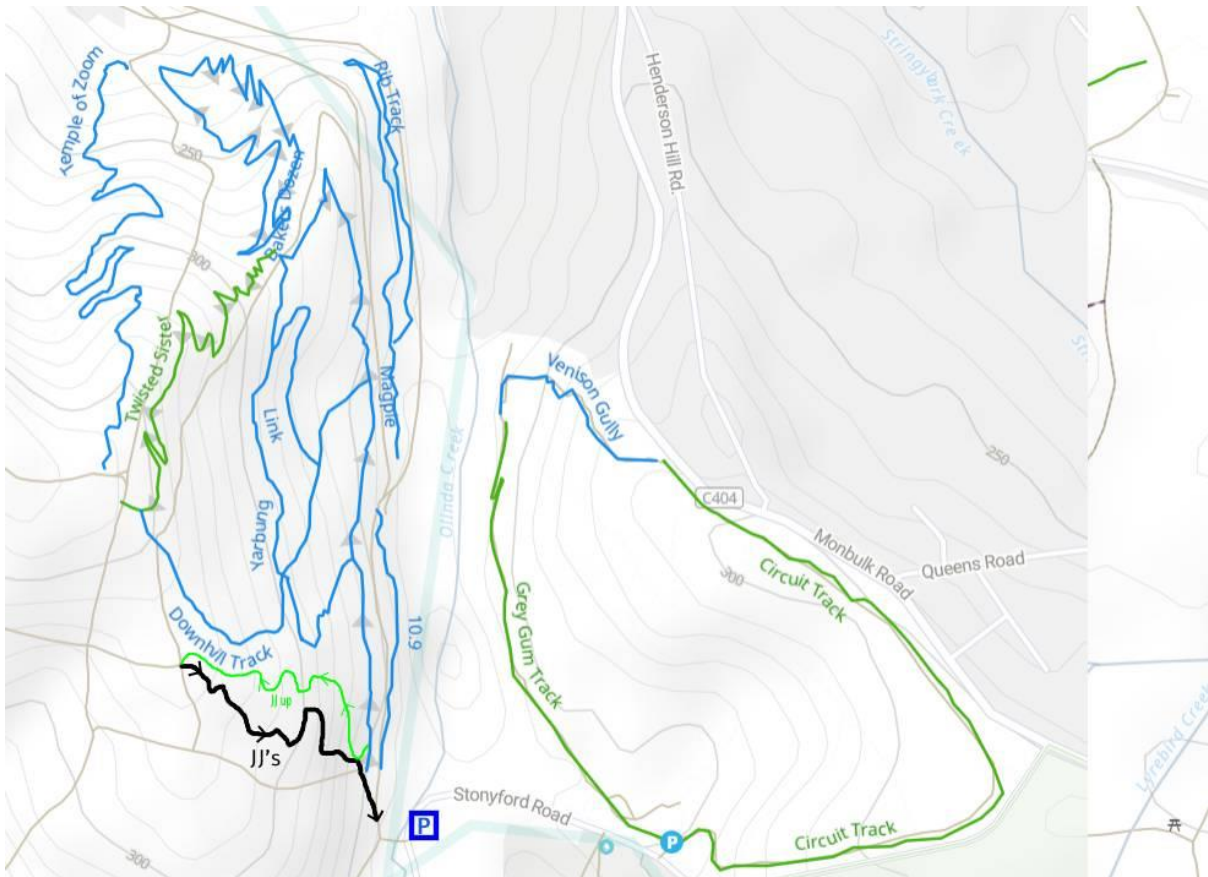 Temple of Zoom
Rib Track
250
Bakers Dozen
300
Twisted Sister
Magpie
Link
Yarbung
Downhill Track
JJ up
JJ's
10.9
P
300
Olinda Creek
Henderson Hill Rd.
Stringybark Creek
St
Venison Gully
250
C404
Monbulk Road
Queens Road
Circuit Track
300
Grey Gum Track
Stonyford Road
P
Circuit Track
Lyrebird Creek